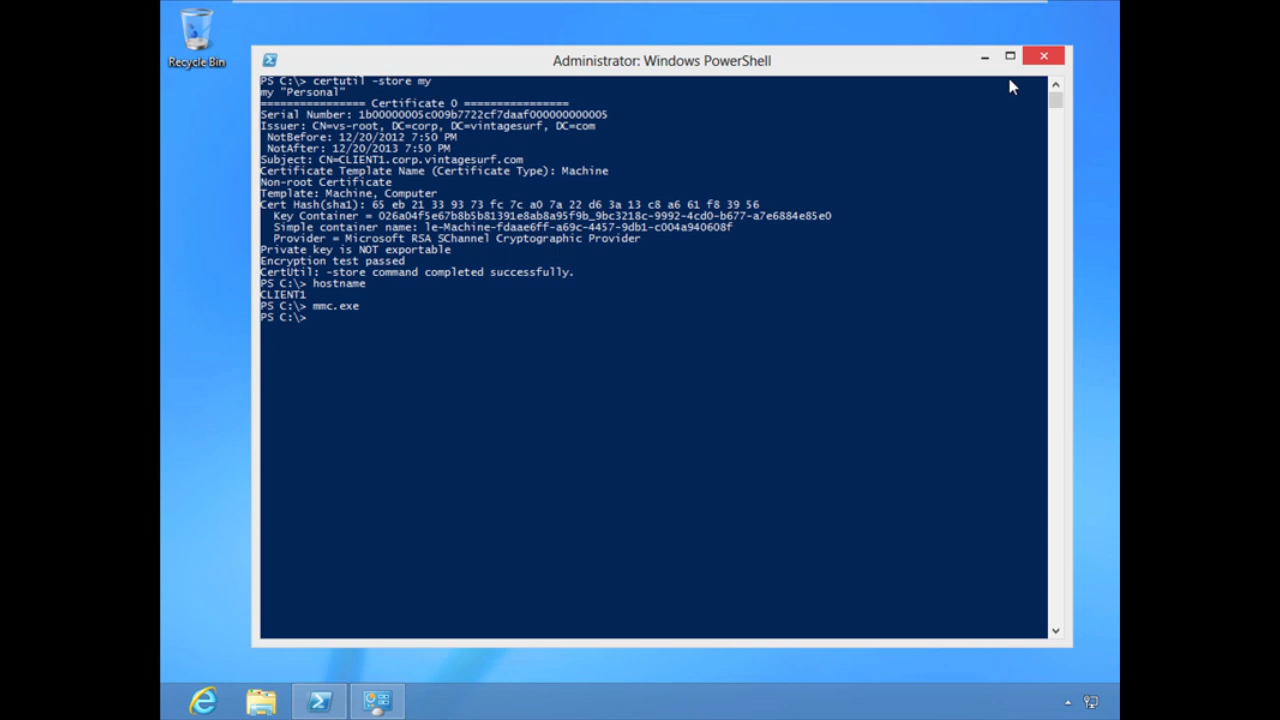 Recycle Bin
Administrator: Windows PowerShell
PS C:\> certutil -store my
my "Personal"
================ Certificate 0 ================
Serial Number: 1b00000005c009b7722cf7daaf000000000005
Issuer: CN=vs-root, DC=corp, DC=vintagesurf, DC=com
NotBefore: 12/20/2012 7:50 PM
NotAfter: 12/20/2013 7:50 PM
Subject: CN=CLIENT1.corp.vintagesurf.com
Certificate Template Name (Certificate Type): Machine
Non-root Certificate
Template: Machine, Computer
Cert Hash(sha1): 65 eb 21 33 93 73 fc 7c a0 7a 22 d6 3a 13 c8 a6 61 f8 39 56
Key Container = 026a04f5e67b8b5b81391e8ab8a95f9b_9bc3218c-9992-4cd0-b677-a7e6884e85e0
Simple container name: le-Machine-fdaae6ff-a69c-4457-9db1-c004a940608f
Provider = Microsoft RSA SChannel Cryptographic Provider
Private key is NOT exportable
Encryption test passed
CertUtil: -store command completed successfully.
PS C:\> hostname
CLIENT1
PS C:\> mmc.exe
PS C:\>